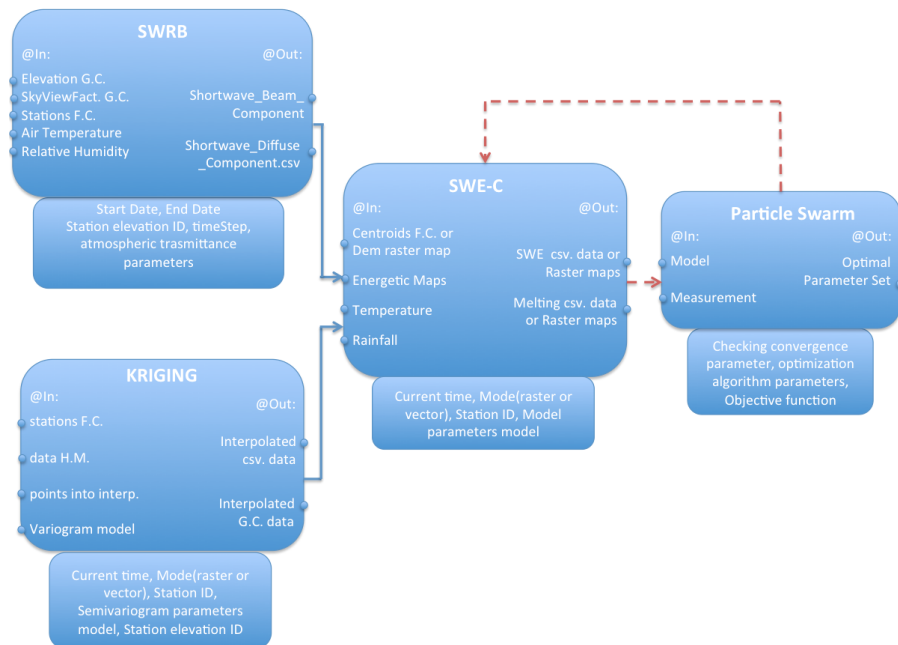 SWRB
@In:
@Out:
Elevation G.C.
SkyViewFact. G.C.
Stations F.C.
Air Temperature
Relative Humidity
Shortwave_Beam_
Component
Shortwave_Diffuse
_Component.csv
Start Date, End Date
Station elevation ID, timeStep,
atmospheric trasmittance
parameters
KRIGING
@In:
@Out:
stations F.C.
data H.M.
points into interp.
Variogram model
Interpolated
csv. data
Interpolated
G.C. data
Current time, Mode(raster or
vector), Station ID,
Semivariogram parameters
model, Station elevation ID
SWE-C
@In:
@Out:
Centroids F.C. or
Dem raster map
Energetic Maps
Temperature
Rainfall
SWE csv. data or
Raster maps
Melting csv. data
or Raster maps
Current time, Mode(raster or
vector), Station ID, Model
parameters model
Particle Swarm
@In:
@Out:
Model
Measurement
Optimal
Parameter Set
Checking convergence
parameter, optimization
algorithm parameters,
Objective function